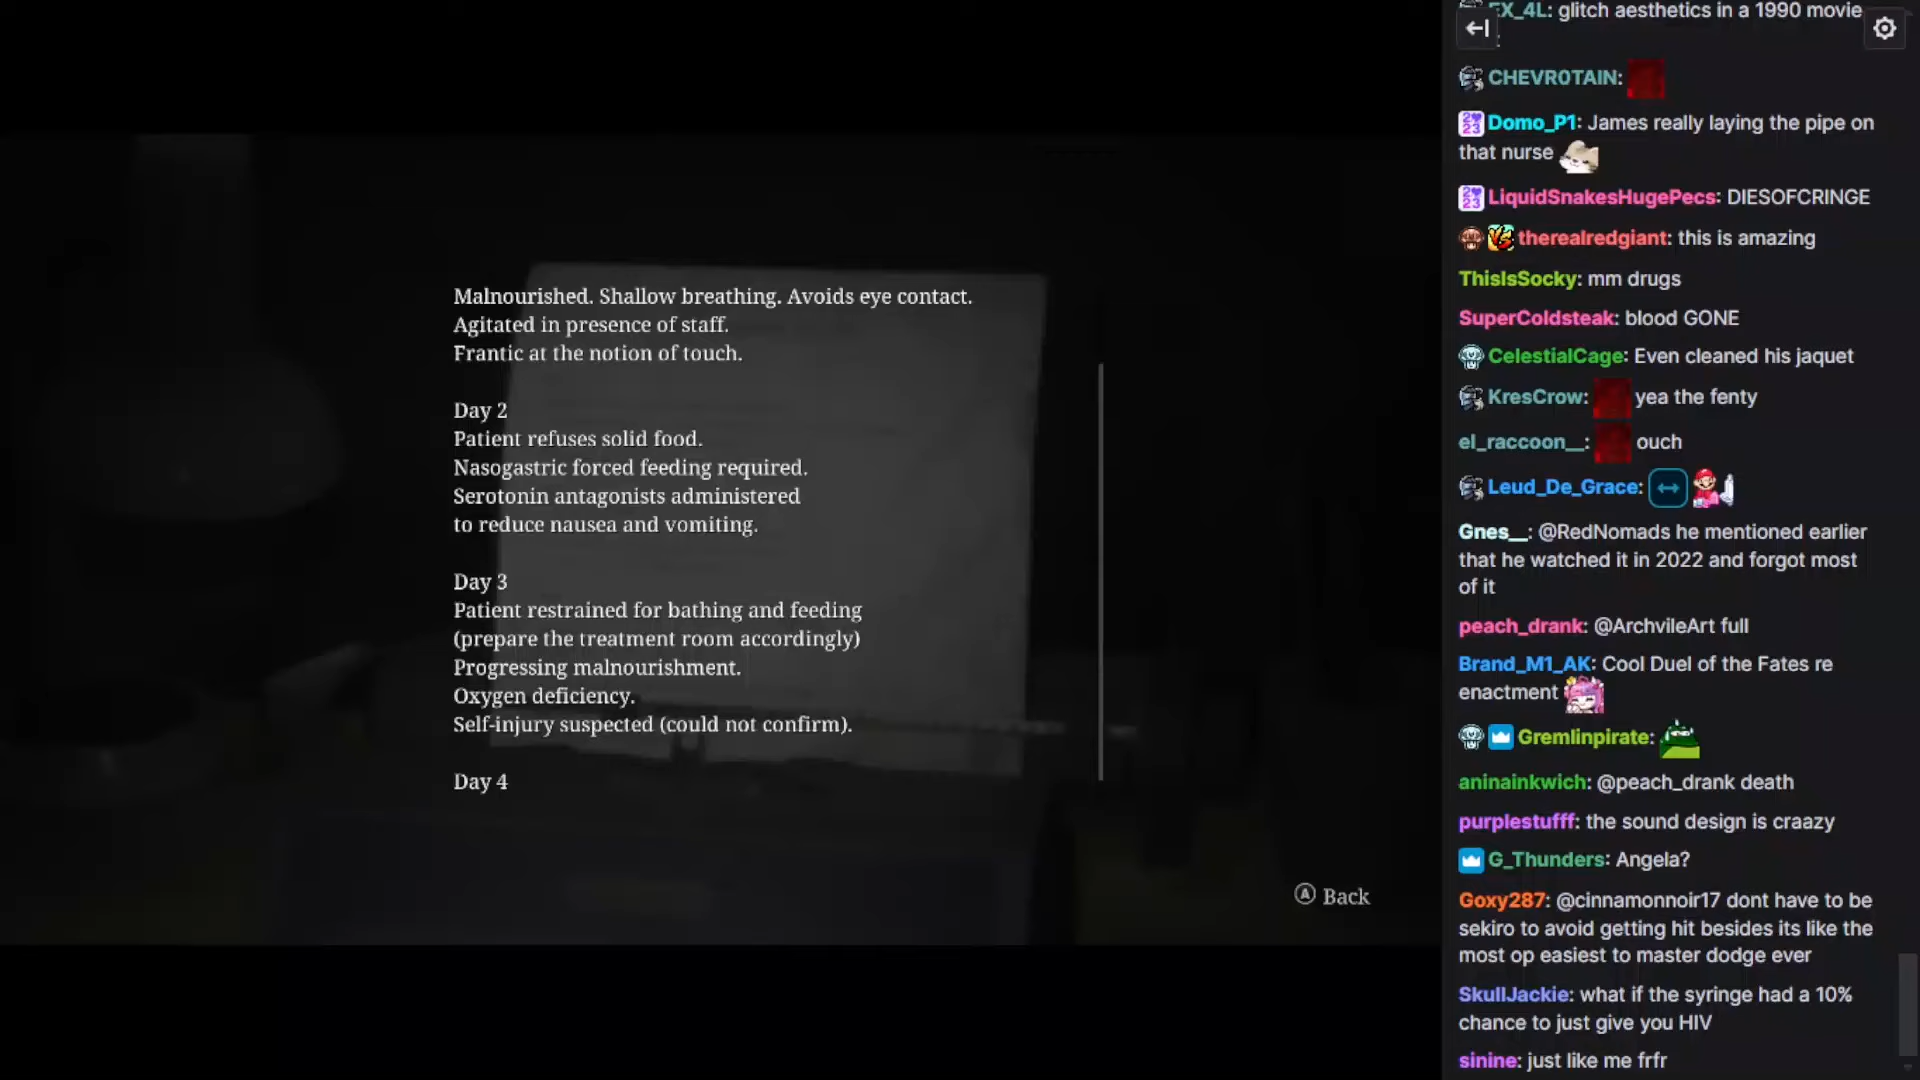 Malnourished. Shallow breathing. Avoids eye contact.
Agitated in presence of staff.
Frantic at the notion of touch.
Day 2
Patient refuses solid food.
Nasogastric forced feeding required.
Serotonin antagonists administered
to reduce nausea and vomiting.
Day 3
Patient restrained for bathing and feeding
(prepare the treatment room accordingly)
Progressing malnourishment.
Oxygen deficiency.
Self-injury suspected (could not confirm).
Day 4
A Back
EX_4L: glitch aesthetics in a 1990 movie
CHEVR0TAIN:
Domo_P1: James really laying the pipe on
that nurse
LiquidSnakesHugePecs: DIESOFCRINGE
therealredgiant: this is amazing
ThisIsSocky: mm drugs
SuperColdsteak: blood GONE
CelestialCage: Even cleaned his jaquet
KresCrow: yea the fenty
el_raccoon__: ouch
Leud_De_Grace:
Gnes__: @RedNomads he mentioned earlier
that he watched it in 2022 and forgot most
of it
peach_drank: @ArchvileArt full
Brand_M1_AK: Cool Duel of the Fates re
enactment
Gremlinpirate:
aninainkwich: @peach_drank death
purplestufff: the sound design is craazy
G_Thunders: Angela?
Goxy287: @cinnamonnoir17 dont have to be
sekiro to avoid getting hit besides its like the
most op easiest to master dodge ever
SkullJackie: what if the syringe had a 10%
chance to just give you HIV
sinine: just like me frfr